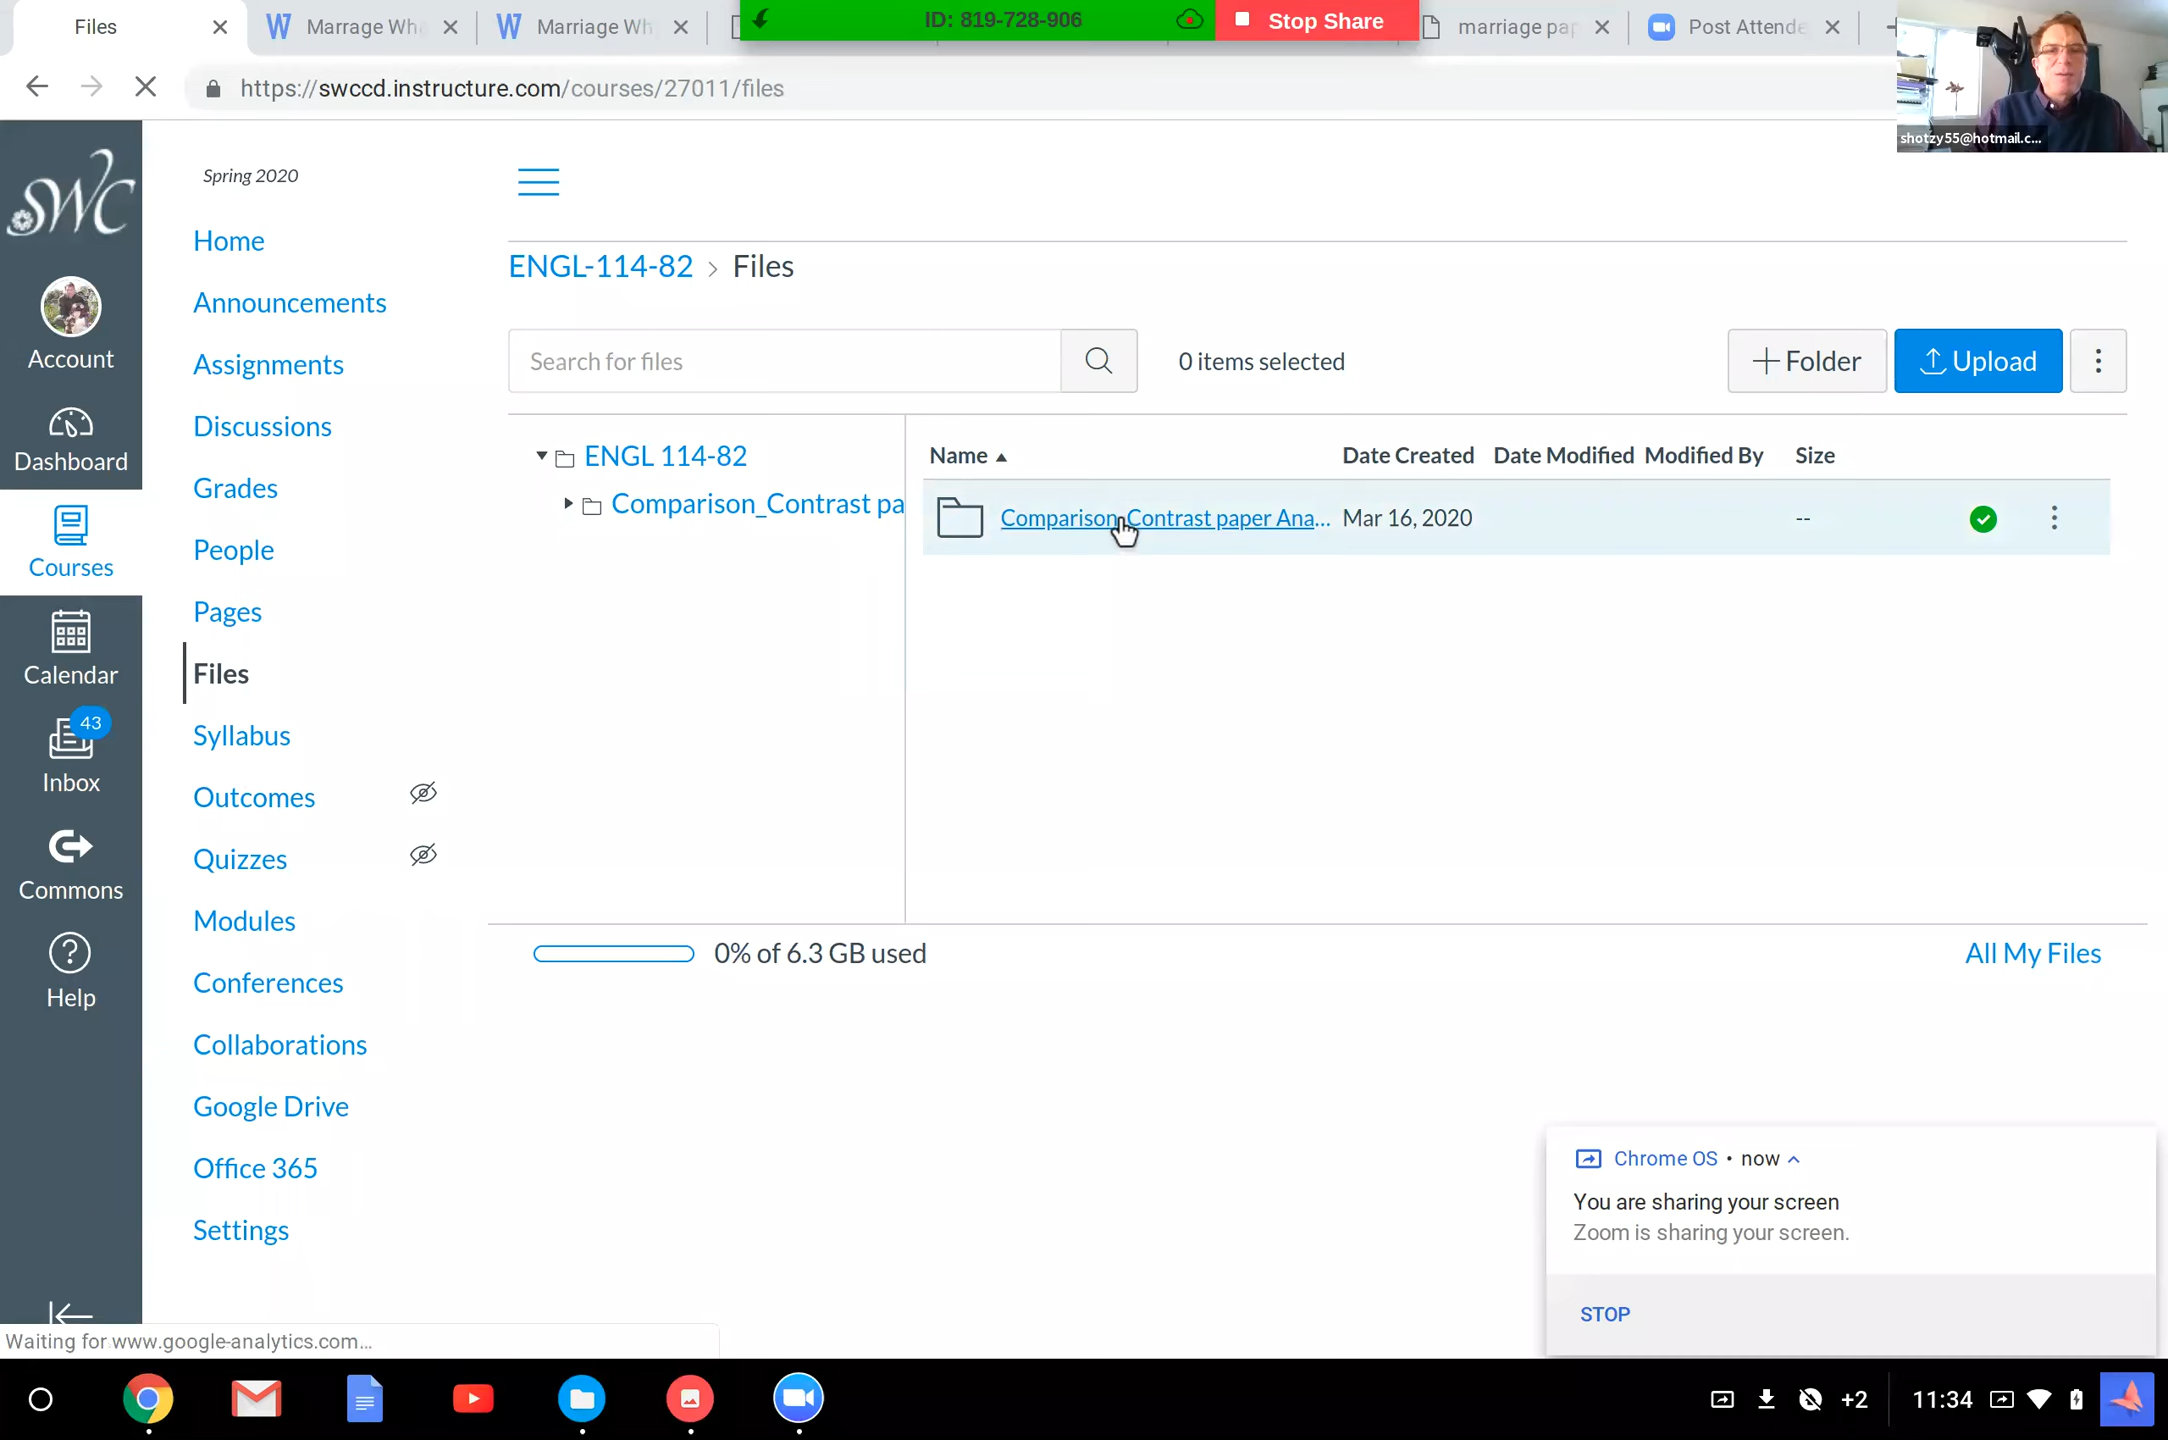 Files
Marrage Wha
Marriage Wh
ID: 819-728-906
Stop Share
marriage pap
Post Attende
https://swccd.instructure.com/courses/27011/files
shotzy55@hotmail.c...
SWC
Account
Dashboard
Courses
Calendar
43
Inbox
Commons
Help
Spring 2020
Home
Announcements
Assignments
Discussions
Grades
People
Pages
Files
Syllabus
Outcomes
Quizzes
Modules
Conferences
Collaborations
Google Drive
Office 365
Settings
ENGL-114-82 › Files
Search for files
0 items selected
+Folder
Upload
ENGL 114-82
Comparison_Contrast pa
Name Date Created Date Modified Modified By Size
Comparison_Contrast paper Ana... Mar 16, 2020 --
0% of 6.3 GB used
All My Files
Chrome OS • now
You are sharing your screen
Zoom is sharing your screen.
STOP
Waiting for www.google-analytics.com...
+2
11:34